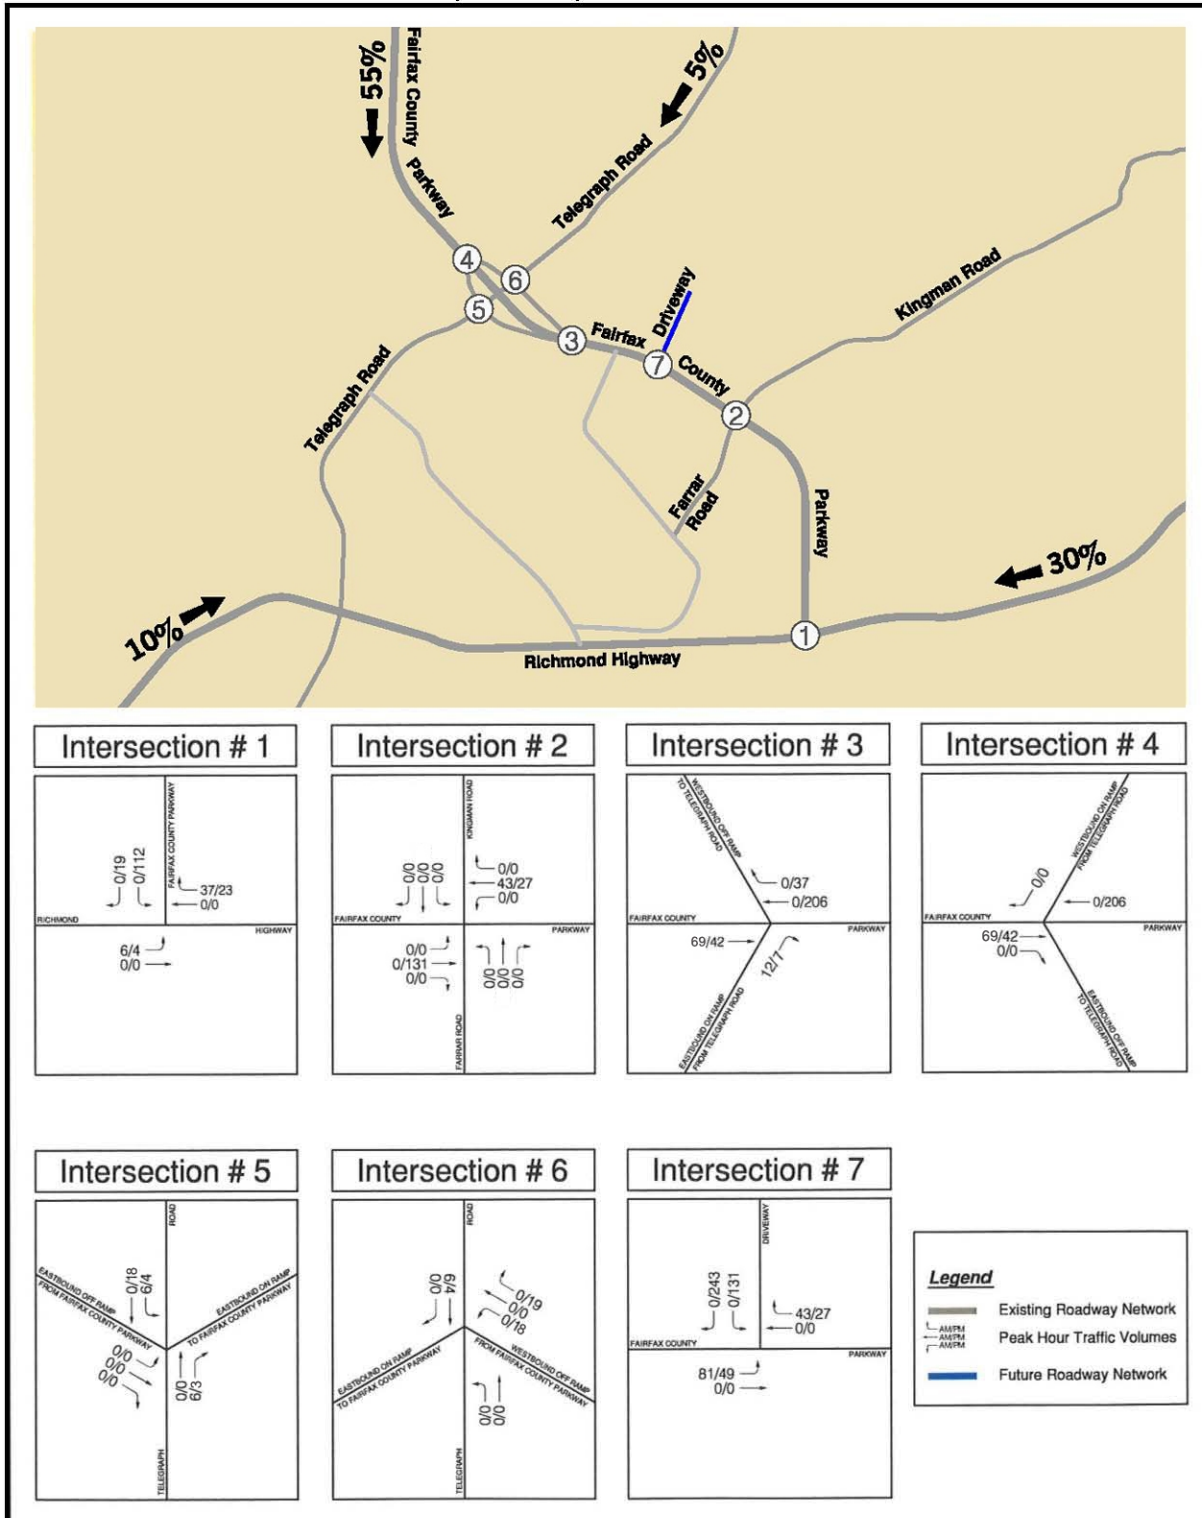 55%
Fairfax County
Parkway
5%
Telegraph Road
4
6
5
3
Fairfax
Driveway
7
County
2
Kingman Road
Telegraph Road
Farrar
Road
Parkway
10%
30%
1
Richmond Highway
Intersection # 1
FAIRFAX COUNTY PARKWAY
0/19
0/112
37/23
0/0
RICHMOND
HIGHWAY
6/4
0/0
Intersection # 2
KINGMAN ROAD
0/0
0/0
0/0
0/0
43/27
0/0
FAIRFAX COUNTY
PARKWAY
0/0
0/131
0/0
0/0
0/0
0/0
FARRAR ROAD
Intersection # 3
WESTBOUND OFF RAMP
TO TELEGRAPH ROAD
0/37
0/206
FAIRFAX COUNTY
PARKWAY
69/42
12/7
EASTBOUND ON RAMP
FROM TELEGRAPH ROAD
Intersection # 4
WESTBOUND ON RAMP
FROM TELEGRAPH ROAD
0/0
0/206
FAIRFAX COUNTY
PARKWAY
69/42
0/0
EASTBOUND OFF RAMP
TO TELEGRAPH ROAD
Intersection # 5
ROAD
0/18
6/4
EASTBOUND OFF RAMP
FROM FAIRFAX COUNTY PARKWAY
EASTBOUND ON RAMP
TO FAIRFAX COUNTY PARKWAY
0/0
0/0
0/0
0/0
6/3
TELEGRAPH
Intersection # 6
ROAD
0/0
6/4
0/19
0/0
0/18
EASTBOUND ON RAMP
TO FAIRFAX COUNTY PARKWAY
WESTBOUND OFF RAMP
FROM FAIRFAX COUNTY PARKWAY
0/0
0/0
TELEGRAPH
Intersection # 7
DRIVEWAY
0/243
0/131
43/27
0/0
FAIRFAX COUNTY
PARKWAY
81/49
0/0
Legend
Existing Roadway Network
AM/PM
AM/PM
AM/PM
Peak Hour Traffic Volumes
Future Roadway Network